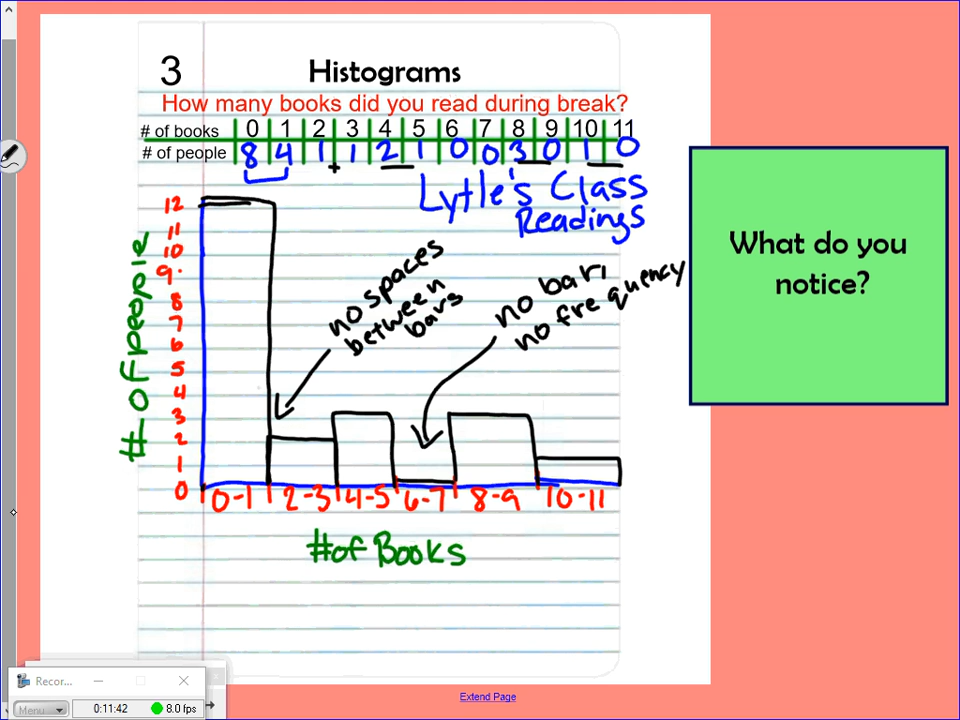 3
Histograms
How many books did you read during break?
# of books 0 1 2 3 4 5 6 7 8 9 10 11
# of people 8 4 1 1 2 1 0 0 3 0 1 0
Lytle's Class
Readings
12
11
10
9
8
7
6
5
4
3
2
1
0
# of people
no spaces
between
bars
no bar,
no frequency
0-1 2-3 4-5 6-7 8-9 10-11
# of Books
What do you
notice?
Extend Page
Recor...
Menu 0:11:42 8.0 fps